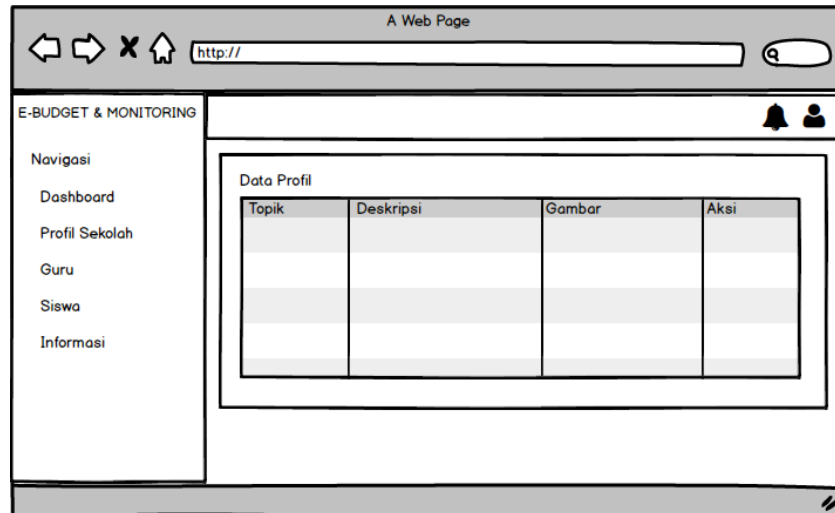 A Web Page
http://
E-BUDGET & MONITORING
Navigasi
Dashboard
Profil Sekolah
Guru
Siswa
Informasi
Data Profil
Topik Deskripsi Gambar Aksi